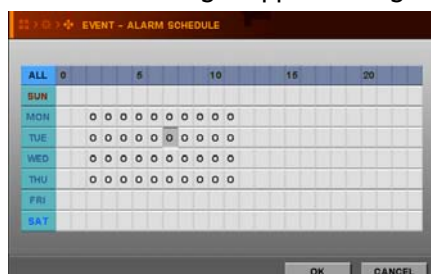 EVENT - ALARM SCHEDULE
ALL 0 5 10 15 20
SUN
MON O O O O O O O O O O
TUE O O O O O O O O O O
WED O O O O O O O O O O
THU O O O O O O O O O O
FRI
SAT
OK CANCEL